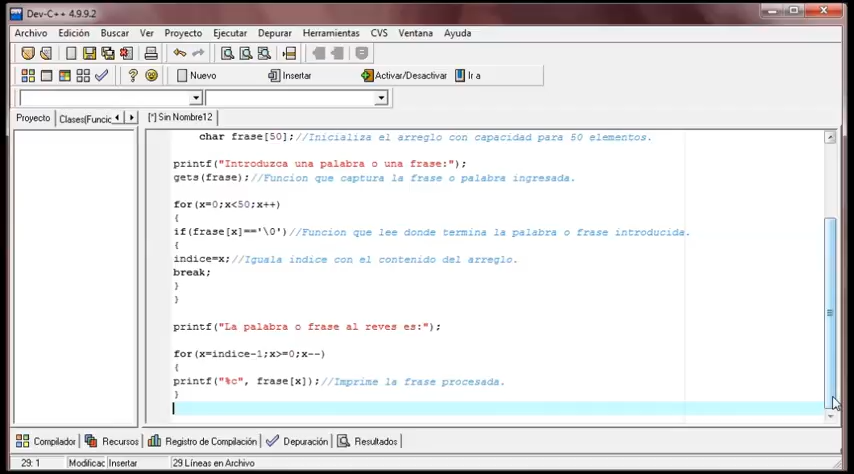 Dev-C++ 4.9.9.2
Archivo Edición Buscar Ver Proyecto Ejecutar Depurar Herramientas CVS Ventana Ayuda
Nuevo Insertar Activar/Desactivar Ir a
Proyecto Clases(Funcic [*] Sin Nombre12
char frase[50];//Inicializa el arreglo con capacidad para 50 elementos.
printf("Introduzca una palabra o una frase:");
gets(frase);//Funcion que captura la frase o palabra ingresada.
for(x=0;x<50;x++)
{
if(frase[x]=='\0')//Funcion que lee donde termina la palabra o frase introducida.
{
indice=x;//Iguala indice con el contenido del arreglo.
break;
}
}
printf("La palabra o frase al reves es:");
for(x=indice-1;x>=0;x--)
{
printf("%c", frase[x]);//Imprime la frase procesada.
}
Compilador Recursos Registro de Compilación Depuración Resultados
29: 1 Modificac Insertar 29 Líneas en Archivo